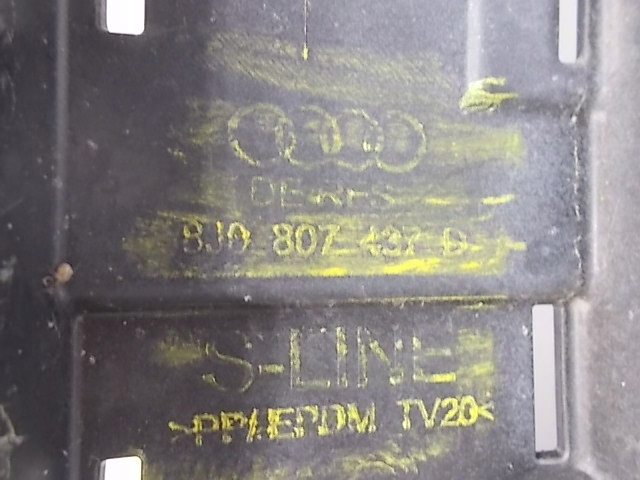 8J0 807 437 D
S-LINE
>PP/EPDM TV20<